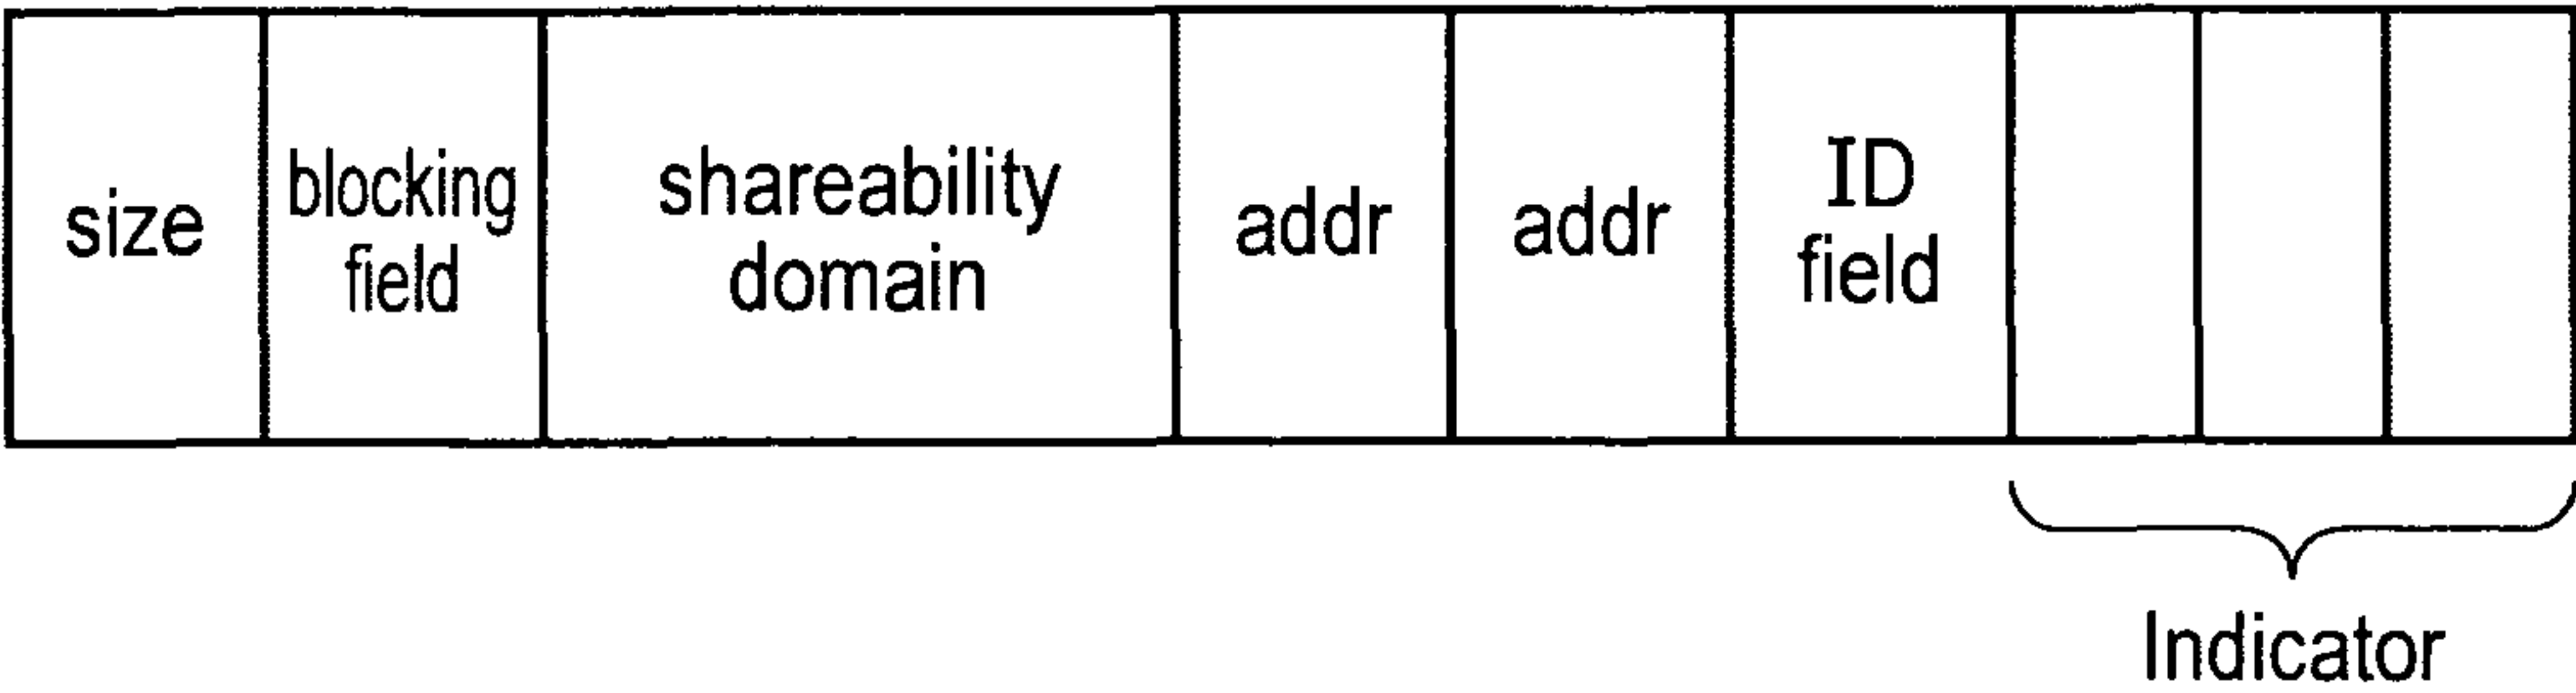 size
blocking
field
shareability
domain
addr
addr
ID
field
Indicator